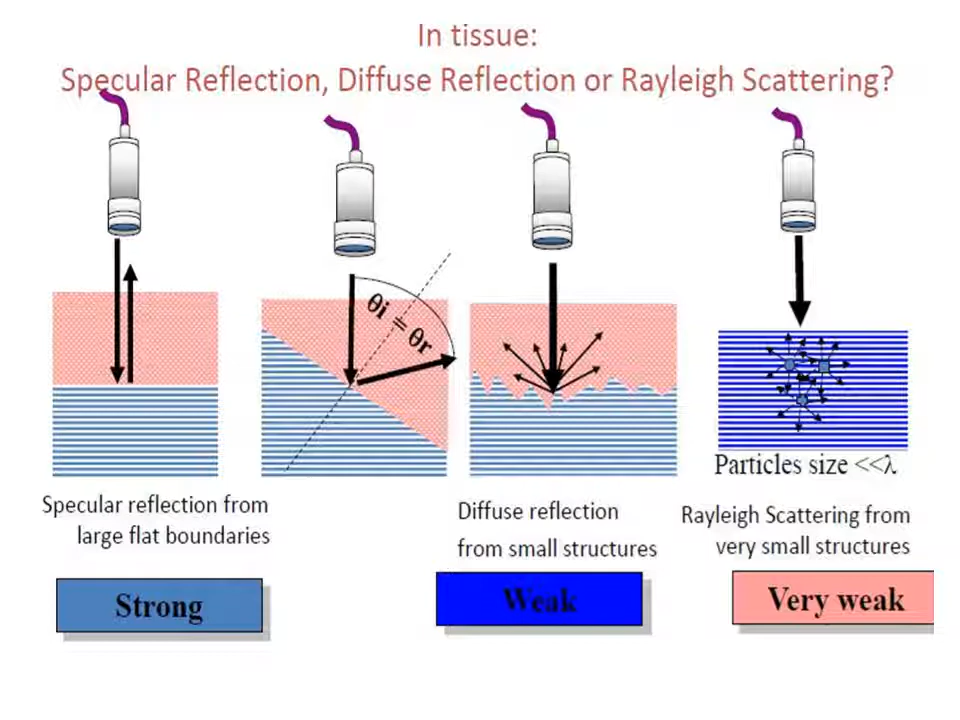 In tissue:
Specular Reflection, Diffuse Reflection or Rayleigh Scattering?
θi = θr
Particles size <<λ
Specular reflection from
large flat boundaries
Diffuse reflection
from small structures
Rayleigh Scattering from
very small structures
Strong
Weak
Very weak